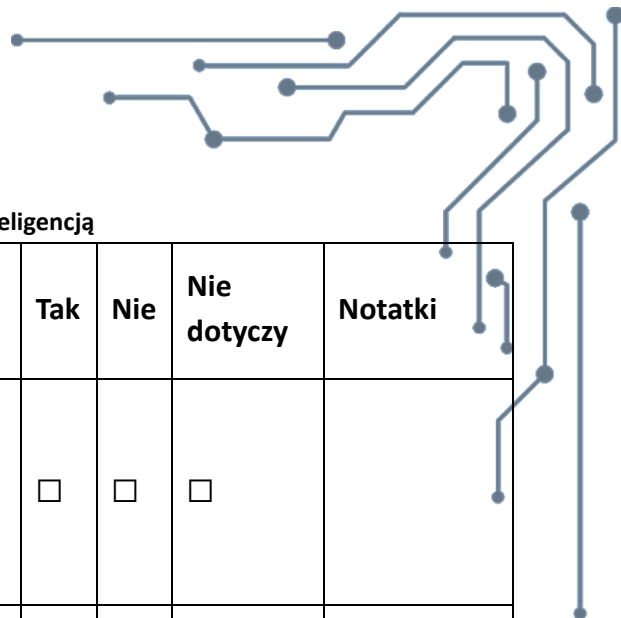 eligencją
Tak Nie Nie dotyczy Notatki
☐ ☐ ☐